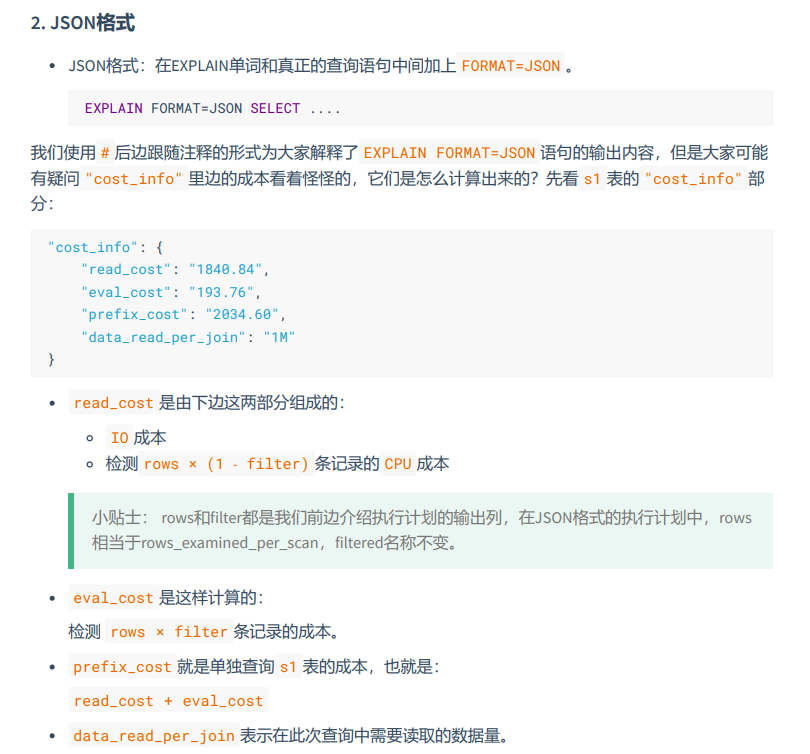 2. JSON格式
• JSON格式：在EXPLAIN单词和真正的查询语句中间加上 FORMAT=JSON 。
EXPLAIN FORMAT=JSON SELECT ....
我们使用 # 后边跟随注释的形式为大家解释了 EXPLAIN FORMAT=JSON 语句的输出内容，但是大家可能
有疑问 "cost_info" 里边的成本看着怪怪的，它们是怎么计算出来的？先看 s1 表的 "cost_info" 部
分：
"cost_info": {
    "read_cost": "1840.84",
    "eval_cost": "193.76",
    "prefix_cost": "2034.60",
    "data_read_per_join": "1M"
}
• read_cost 是由下边这两部分组成的：
◦ IO 成本
◦ 检测 rows × (1 - filter) 条记录的 CPU 成本
小贴士： rows和filter都是我们前边介绍执行计划的输出列，在JSON格式的执行计划中，rows
相当于rows_examined_per_scan，filtered名称不变。
• eval_cost 是这样计算的：
检测 rows × filter 条记录的成本。
• prefix_cost 就是单独查询 s1 表的成本，也就是：
read_cost + eval_cost
• data_read_per_join 表示在此次查询中需要读取的数据量。